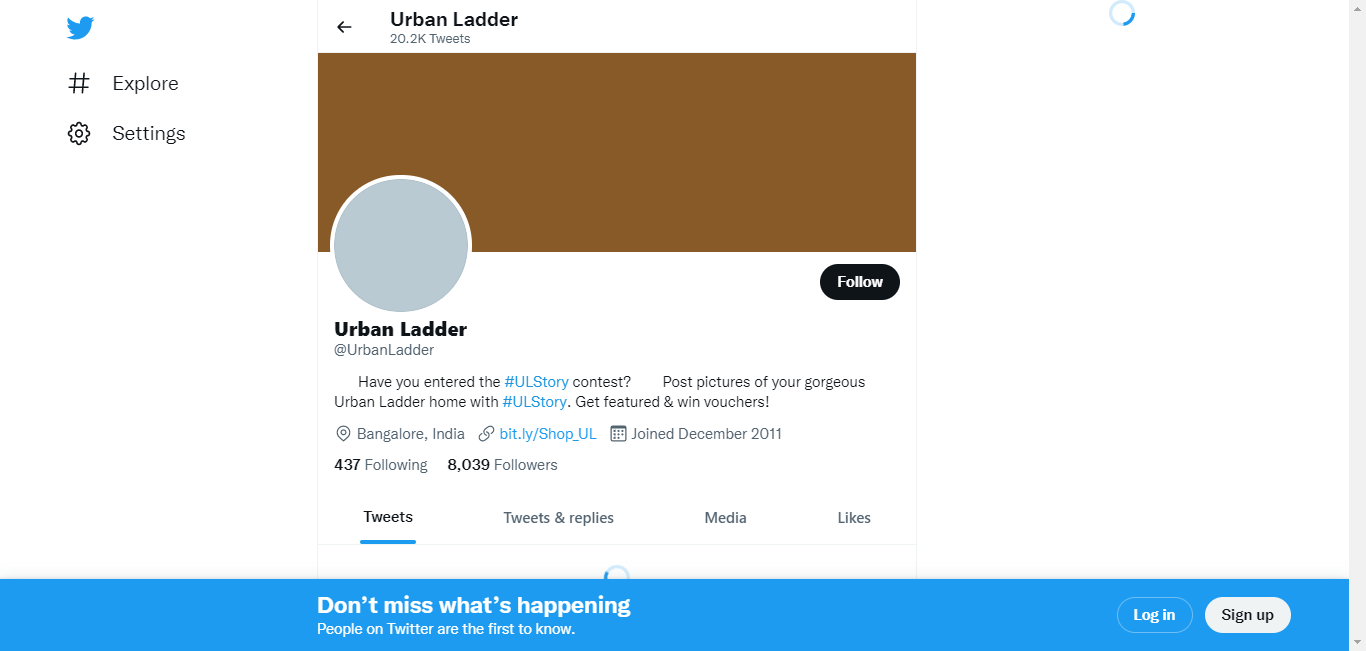 Urban Ladder
20.2K Tweets
Explore
Settings
Follow
Urban Ladder
@UrbanLadder
Have you entered the #ULStory contest? Post pictures of your gorgeous
Urban Ladder home with #ULStory. Get featured & win vouchers!
Bangalore, India bit.ly/Shop_UL Joined December 2011
437 Following 8,039 Followers
Tweets Tweets & replies Media Likes
Don’t miss what’s happening
People on Twitter are the first to know.
Log in Sign up